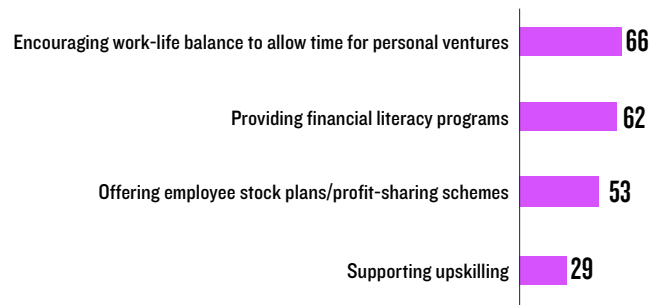 Encouraging work-life balance to allow time for personal ventures 66
Providing financial literacy programs 62
Offering employee stock plans/profit-sharing schemes 53
Supporting upskilling 29